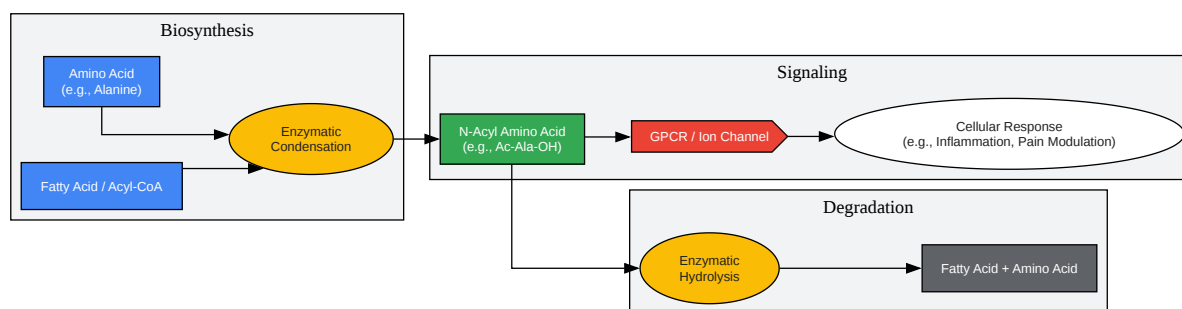 Biosynthesis
Amino Acid
(e.g., Alanine)
Fatty Acid / Acyl-CoA
Enzymatic
Condensation
Signaling
N-Acyl Amino Acid
(e.g., Ac-Ala-OH)
GPCR / Ion Channel
Cellular Response
(e.g., Inflammation, Pain Modulation)
Degradation
Enzymatic
Hydrolysis
Fatty Acid + Amino Acid